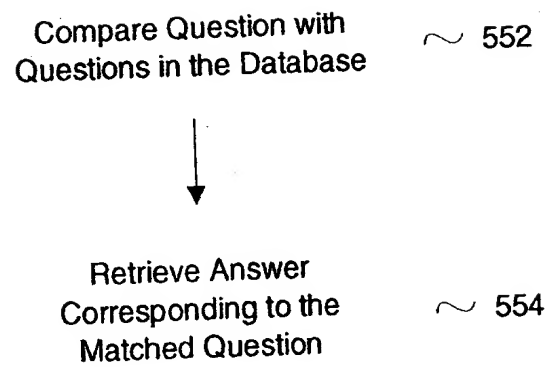 Compare Question with
Questions in the Database
~ 552
Retrieve Answer
Corresponding to the
Matched Question
~ 554